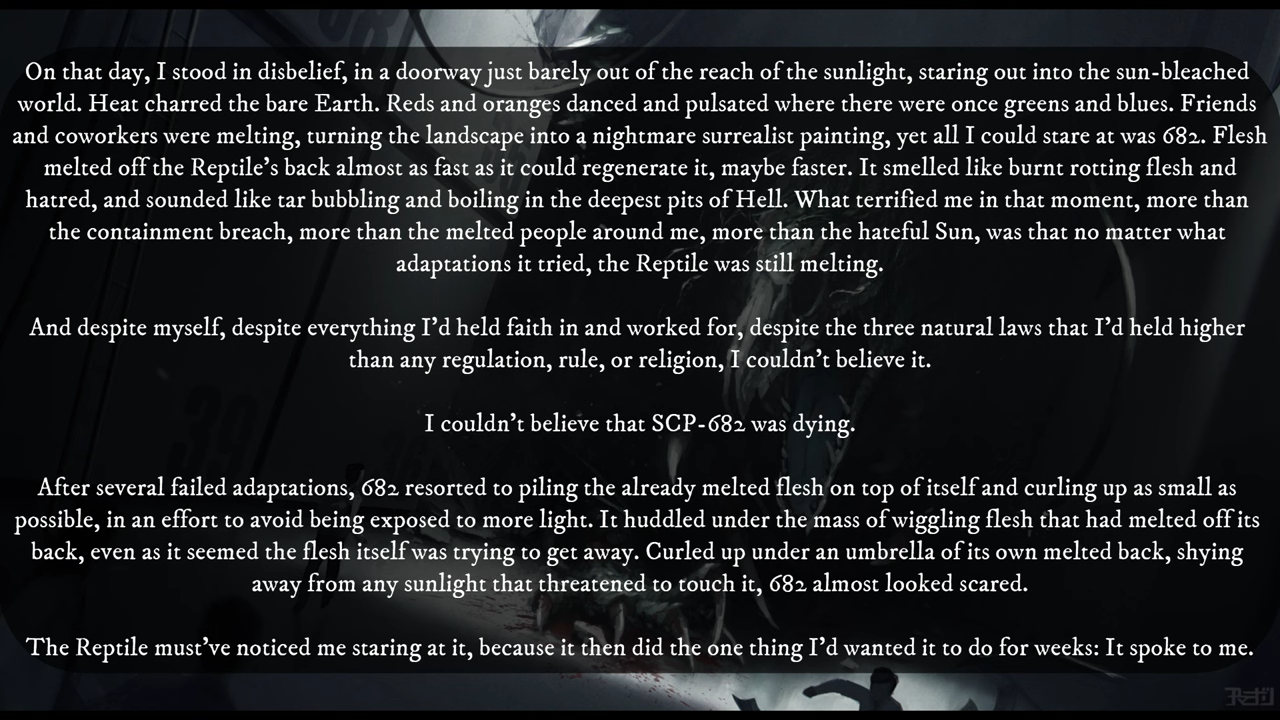 On that day, I stood in disbelief, in a doorway just barely out of the reach of the sunlight, staring out into the sun-bleached
world. Heat charred the bare Earth. Reds and oranges danced and pulsated where there were once greens and blues. Friends
and coworkers were melting, turning the landscape into a nightmare surrealist painting, yet all I could stare at was 682. Flesh
melted off the Reptile's back almost as fast as it could regenerate it, maybe faster. It smelled like burnt rotting flesh and
hatred, and sounded like tar bubbling and boiling in the deepest pits of Hell. What terrified me in that moment, more than
the containment breach, more than the melted people around me, more than the hateful Sun, was that no matter what
adaptations it tried, the Reptile was still melting.
And despite myself, despite everything I'd held faith in and worked for, despite the three natural laws that I'd held higher
than any regulation, rule, or religion, I couldn't believe it.
I couldn't believe that SCP-682 was dying.
After several failed adaptations, 682 resorted to piling the already melted flesh on top of itself and curling up as small as
possible, in an effort to avoid being exposed to more light. It huddled under the mass of wiggling flesh that had melted off its
back, even as it seemed the flesh itself was trying to get away. Curled up under an umbrella of its own melted back, shying
away from any sunlight that threatened to touch it, 682 almost looked scared.
The Reptile must've noticed me staring at it, because it then did the one thing I'd wanted it to do for weeks: It spoke to me.